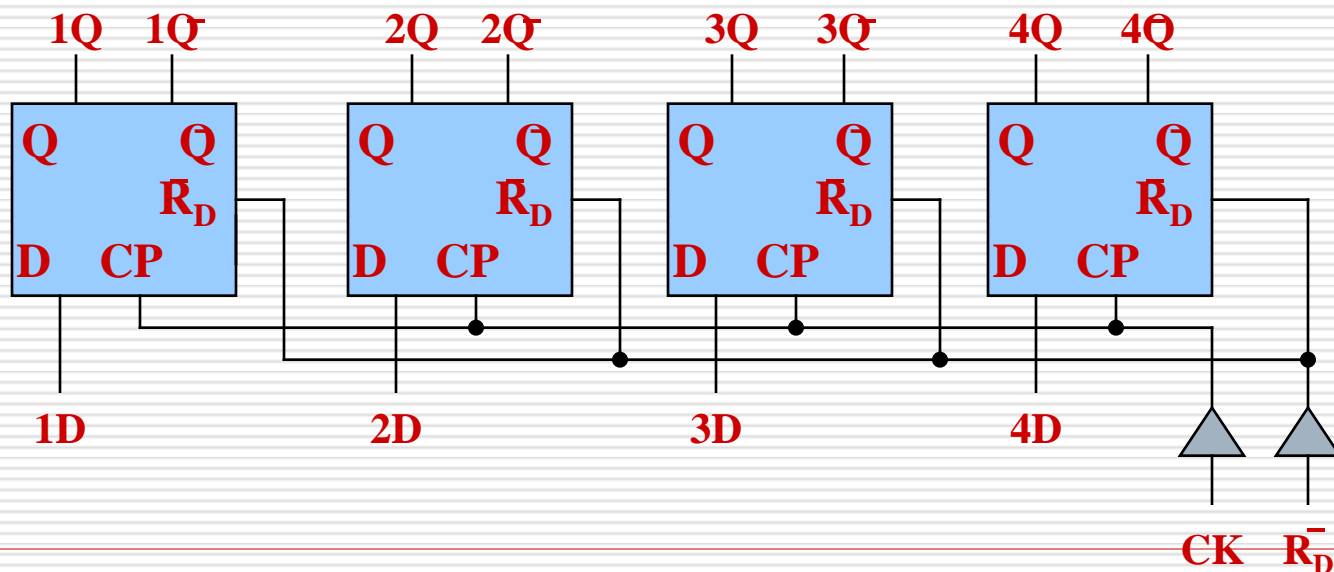 1Q 1Q̄ 2Q 2Q̄ 3Q 3Q̄ 4Q 4Q̄
Q Q̄ Q Q̄ Q Q̄ Q Q̄
R̄D R̄D R̄D R̄D
D CP D CP D CP D CP
1D 2D 3D 4D
CK R̄D